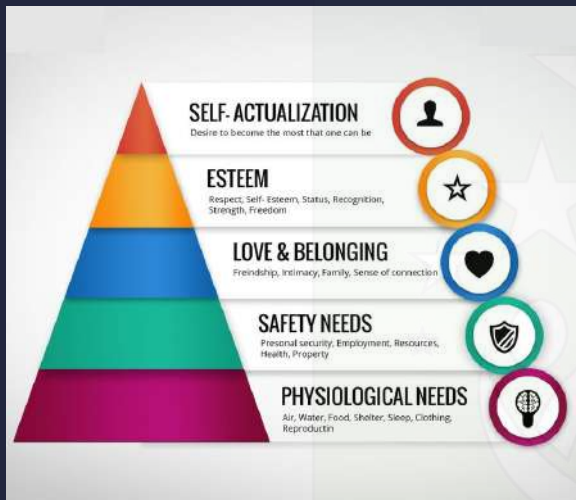 SELF- ACTUALIZATION
Desire to become the most that one can be
ESTEEM
Respect, Self- Esteem, Status, Recognition,
Strength, Freedom
LOVE & BELONGING
Freindship, Intimacy, Family, Sense of connection
SAFETY NEEDS
Presonal security, Employment, Resources,
Health, Property
PHYSIOLOGICAL NEEDS
Air, Water, Food, Shelter, Sleep, Clothing,
Reproductin